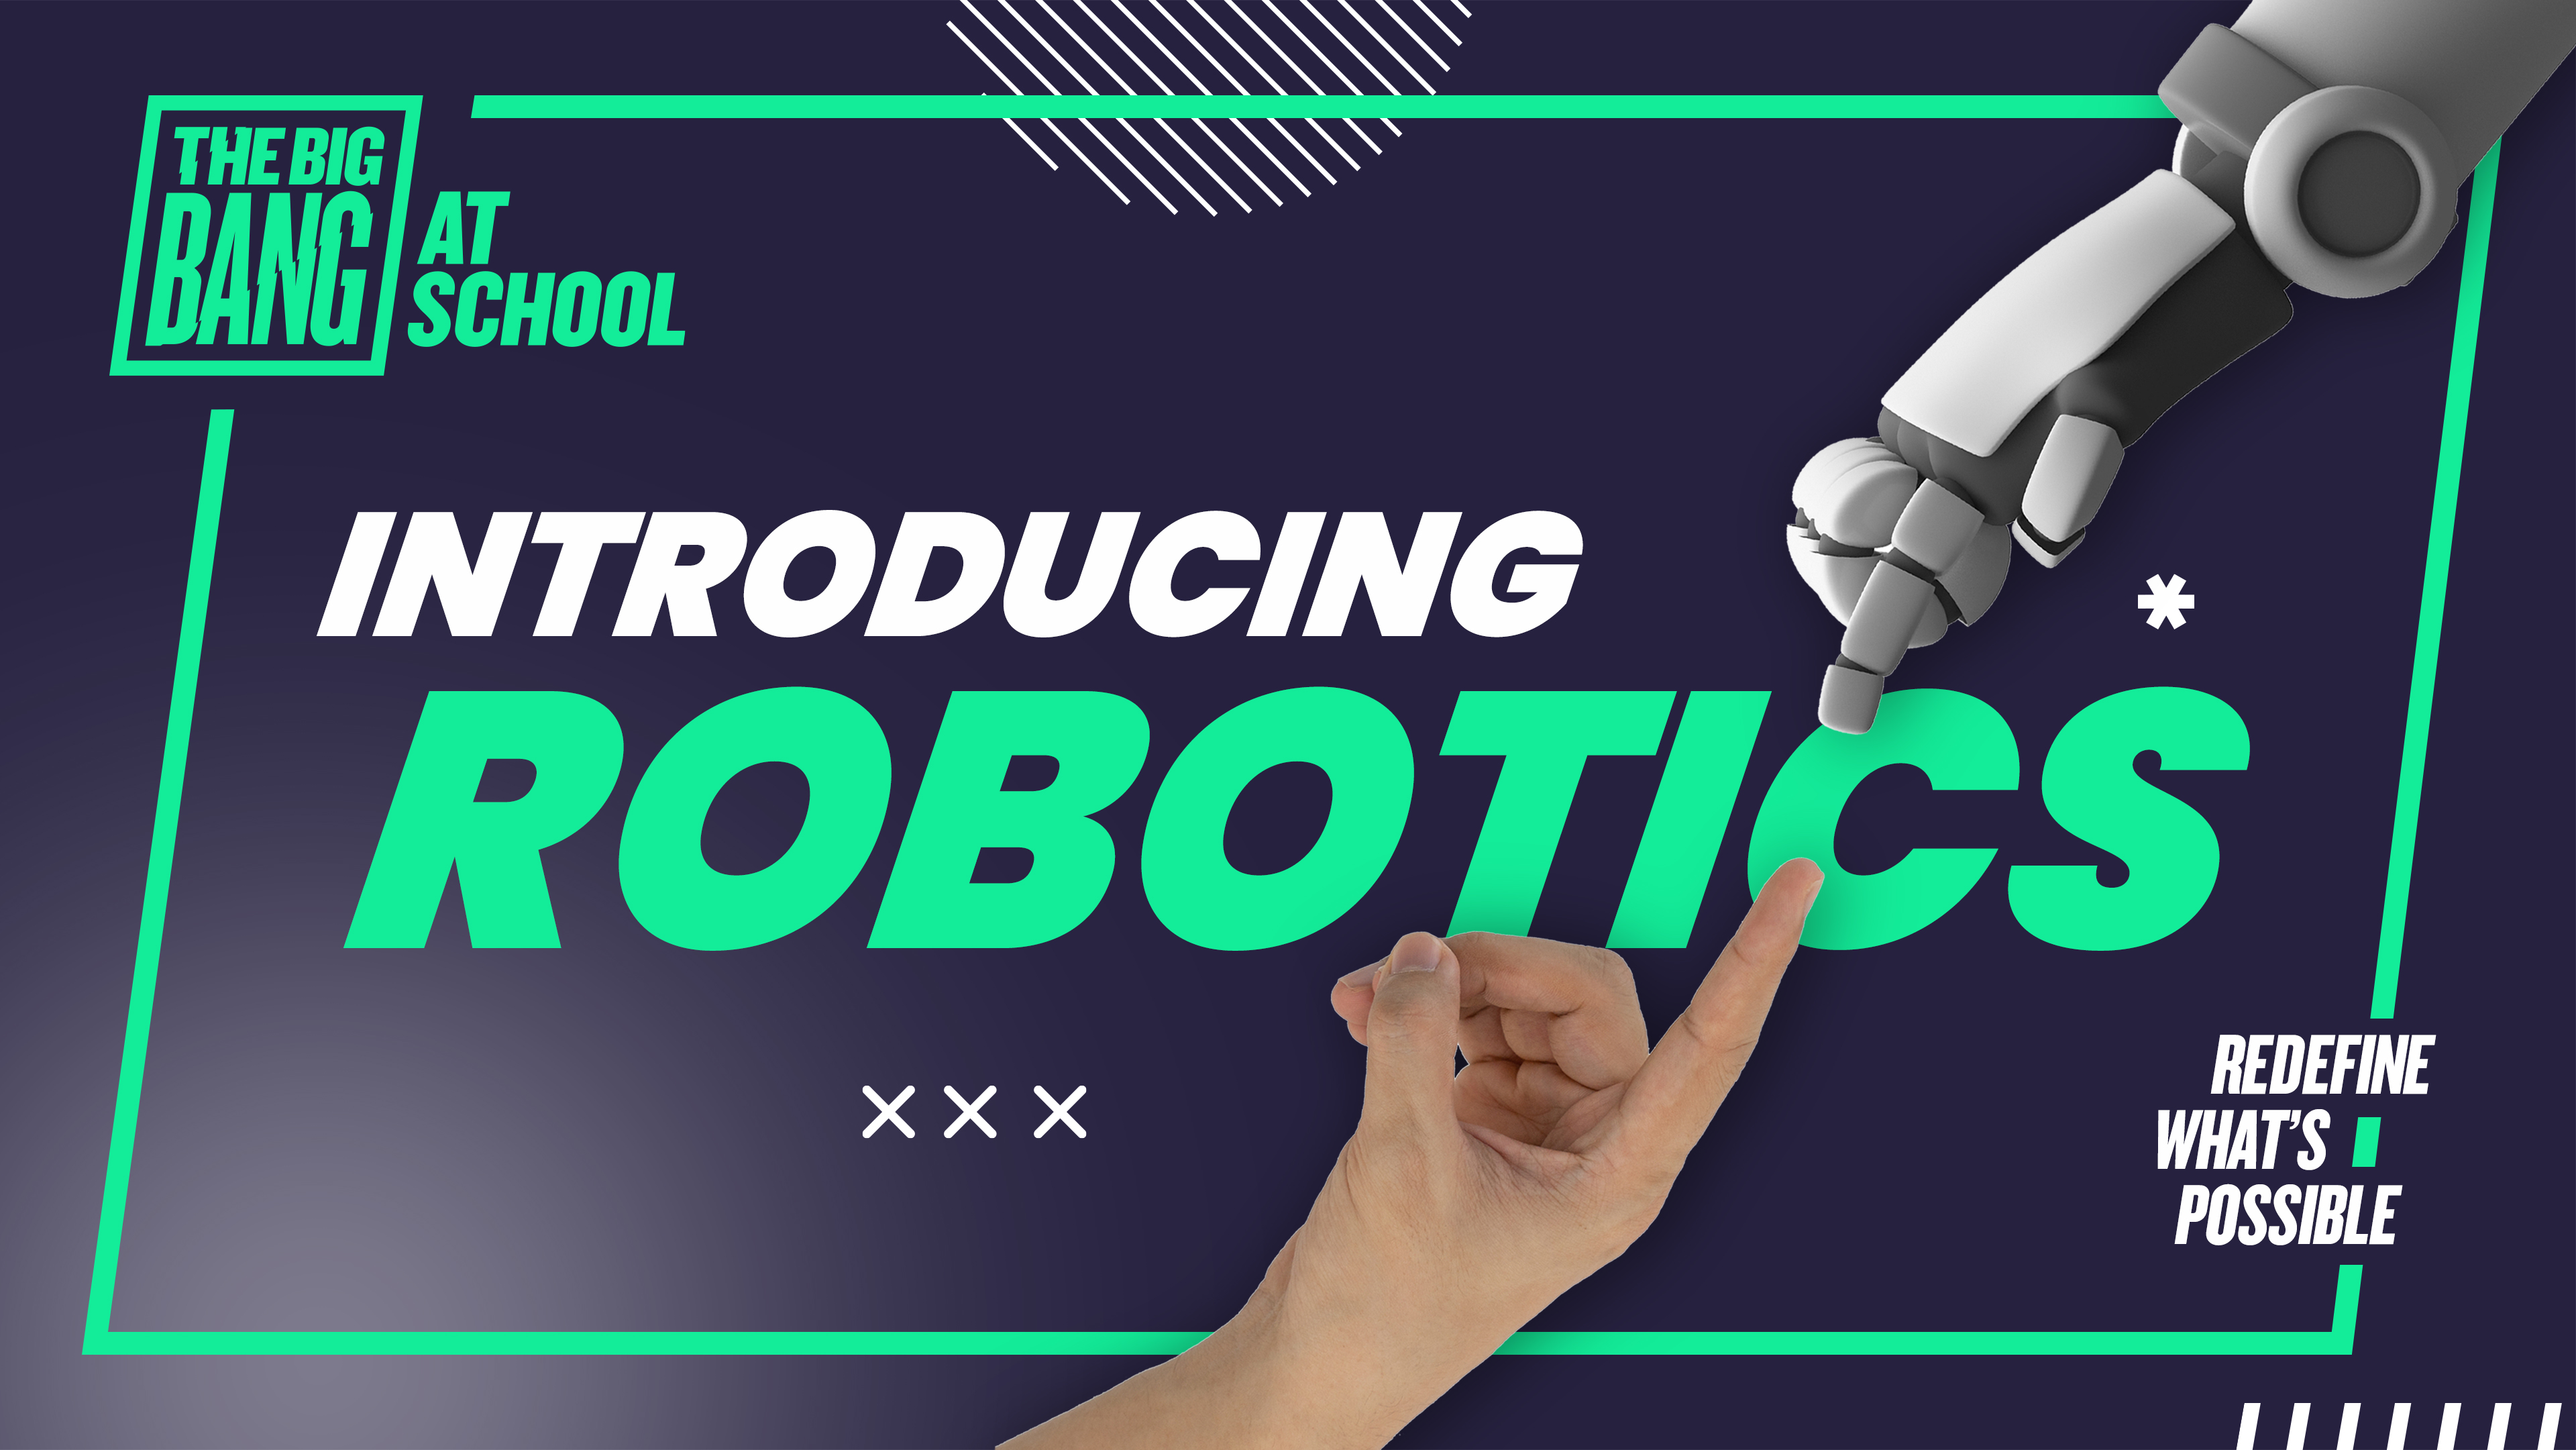 THE BIG
BANG
AT
SCHOOL
INTRODUCING
ROBOTICS
REDEFINE
WHAT'S
POSSIBLE